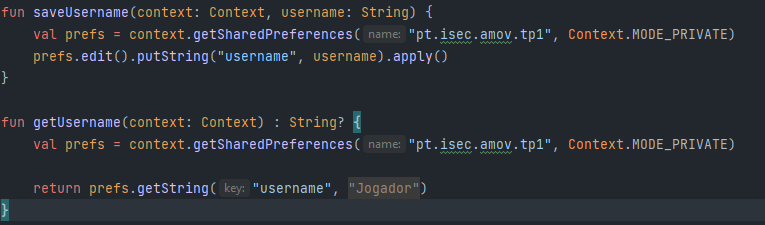 fun saveUsername(context: Context, username: String) {
    val prefs = context.getSharedPreferences( name: "pt.isec.amov.tp1", Context.MODE_PRIVATE)
    prefs.edit().putString("username", username).apply()
}
fun getUsername(context: Context) : String? {
    val prefs = context.getSharedPreferences( name: "pt.isec.amov.tp1", Context.MODE_PRIVATE)
    return prefs.getString( key: "username", "Jogador")
}